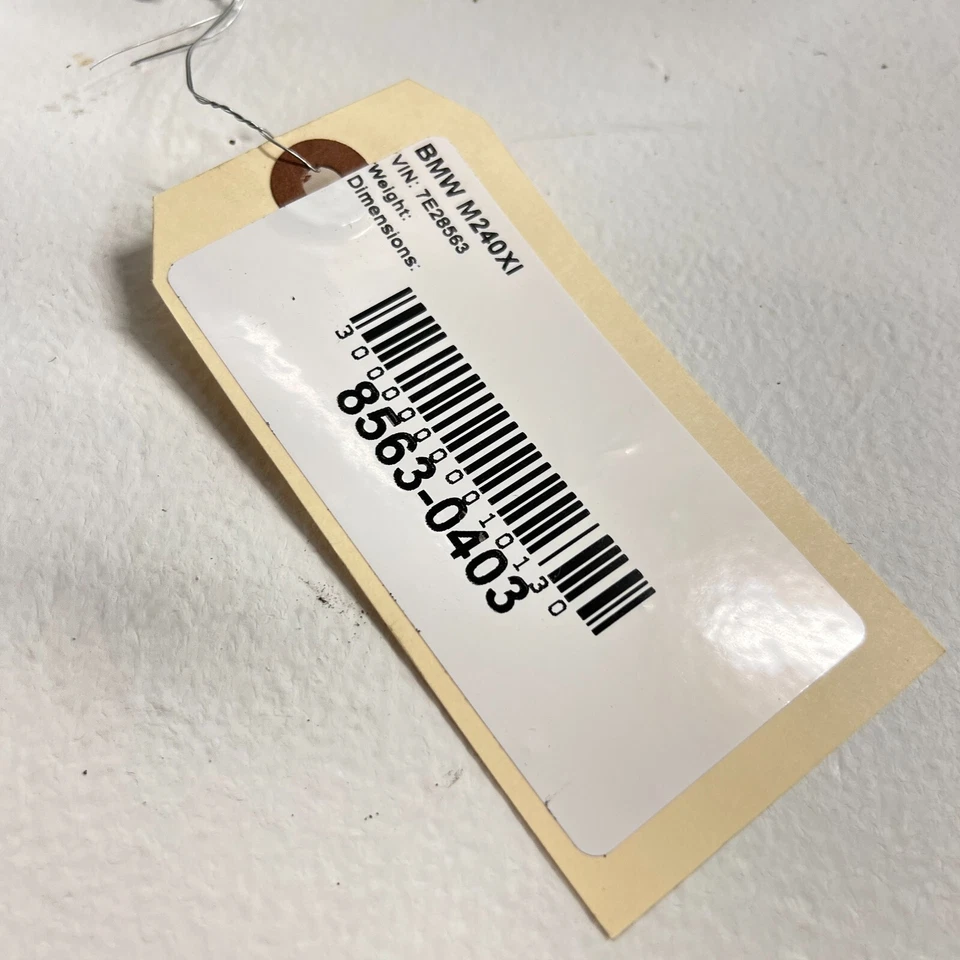 BMW M240XI
VIN: 7E28563
Weight:
Dimensions:
30000000010130
8563-0403